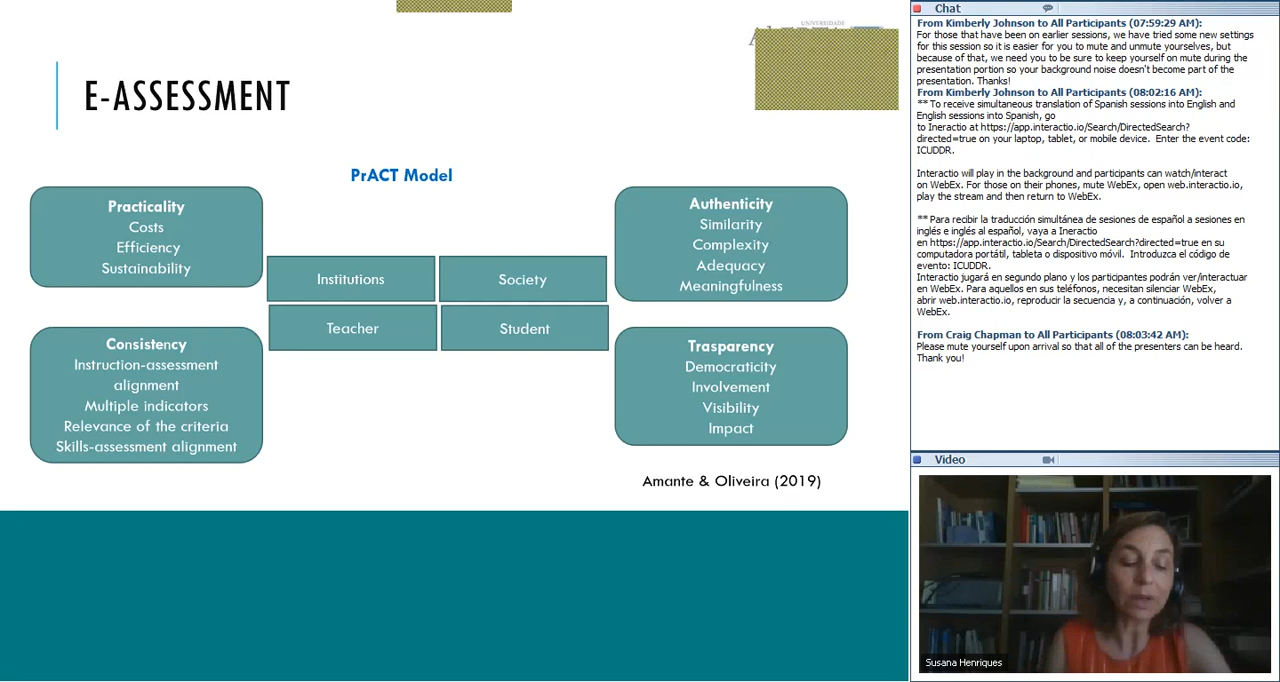 UNIVERSIDADE
E-ASSESSMENT
PrACT Model
Practicality
Costs
Efficiency
Sustainability
Authenticity
Similarity
Complexity
Adequacy
Meaningfulness
Institutions
Society
Teacher
Student
Consistency
Instruction-assessment
alignment
Multiple indicators
Relevance of the criteria
Skills-assessment alignment
Trasparency
Democraticity
Involvement
Visibility
Impact
Amante & Oliveira (2019)
Chat
From Kimberly Johnson to All Participants (07:59:29 AM):
For those that have been on earlier sessions, we have tried some new settings
for this session so it is easier for you to mute and unmute yourselves, but
because of that, we need you to be sure to keep yourself on mute during the
presentation portion so your background noise doesn't become part of the
presentation. Thanks!
From Kimberly Johnson to All Participants (08:02:16 AM):
** To receive simultaneous translation of Spanish sessions into English and
English sessions into Spanish, go
to Ineractio at https://app.interactio.io/Search/DirectedSearch?
directed=true on your laptop, tablet, or mobile device. Enter the event code:
ICUDDR.
Interactio will play in the background and participants can watch/interact
on WebEx. For those on their phones, mute WebEx, open web.interactio.io,
play the stream and then return to WebEx.
** Para recibir la traducción simultánea de sesiones de español a sesiones en
inglés e inglés al español, vaya a Ineractio
en https://app.interactio.io/Search/DirectedSearch?directed=true en su
computadora portátil, tableta o dispositivo móvil. Introduzca el código de
evento: ICUDDR.
Interactio jugará en segundo plano y los participantes podrán ver/interactuar
en WebEx. Para aquellos en sus teléfonos, necesitan silenciar WebEx,
abrir web.interactio.io, reproducir la secuencia y, a continuación, volver a
WebEx.
From Craig Chapman to All Participants (08:03:42 AM):
Please mute yourself upon arrival so that all of the presenters can be heard.
Thank you!
Video
Susana Henriques